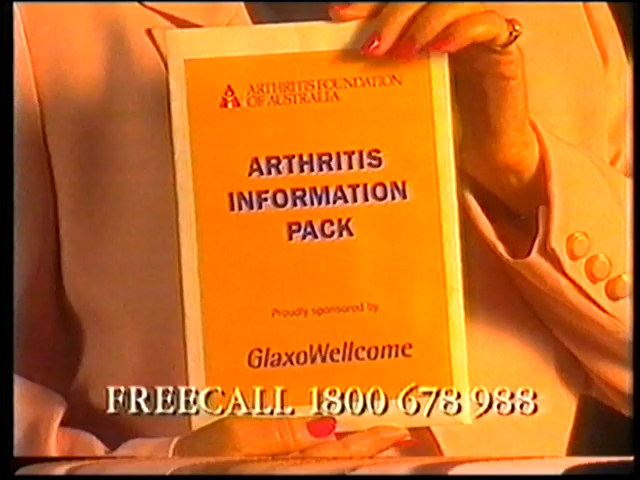 ARTHRITIS FOUNDATION
OF AUSTRALIA
ARTHRITIS
INFORMATION
PACK
Proudly sponsored by
GlaxoWellcome
FREECALL 1800 678 988